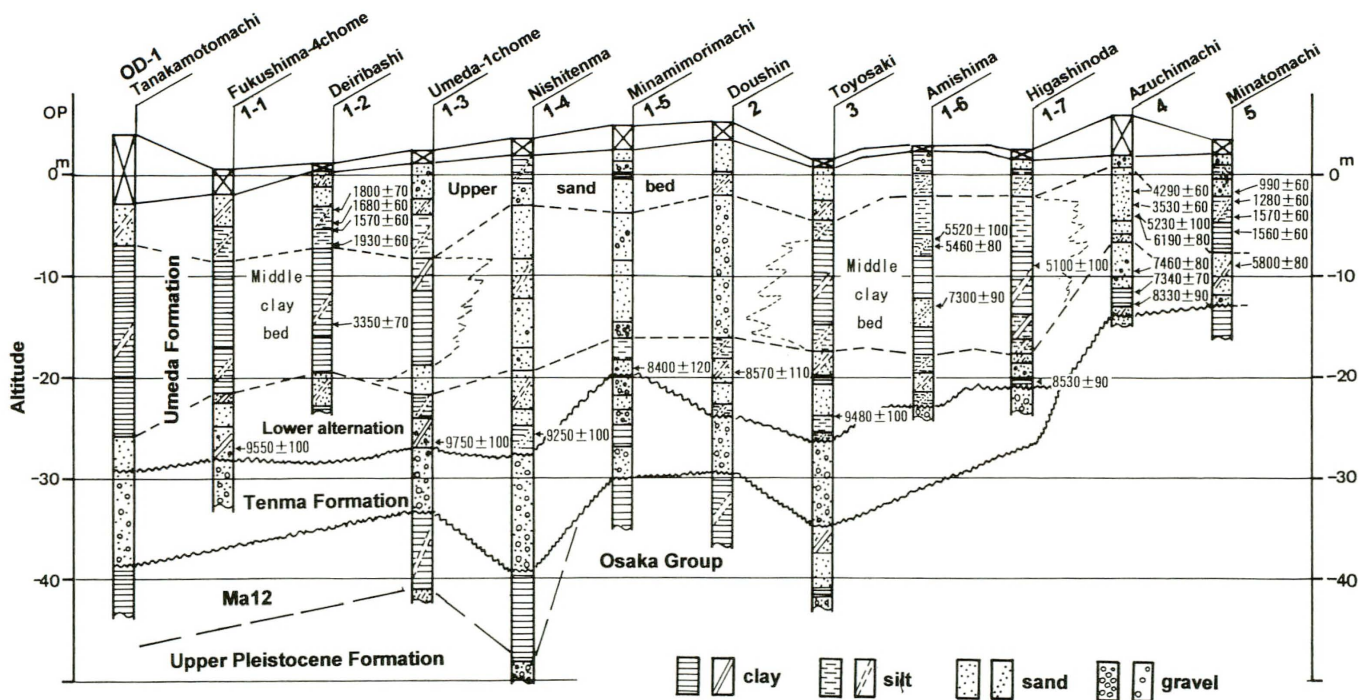 OD-1
Tanakamotomachi
Fukushima-4chome
1-1
Deiribashi
1-2
Umeda-1chome
1-3
Nishitenma
1-4
Minamimorimachi
1-5
Doushin
2
Toyosaki
3
Amishima
1-6
Higashinoda
1-7
Azuchimachi
4
Minatomachi
5
OP
m
0
-10
-20
-30
-40
Altitude
m
0
-10
-20
-30
-40
Upper sand bed
Umeda Formation
Middle
clay
bed
Middle
clay
bed
Lower alternation
Tenma Formation
Ma12
Upper Pleistocene Formation
Osaka Group
9550±100
1800±70
1680±60
1570±60
1930±60
3350±70
9750±100
9250±100
8400±120
8570±110
9480±100
5520±100
5460±80
7300±90
5100±100
8530±90
4290±60
3530±60
5230±100
6190±80
7460±80
7340±70
8330±90
990±60
1280±60
1570±60
1560±60
5800±80
clay
silt
sand
gravel